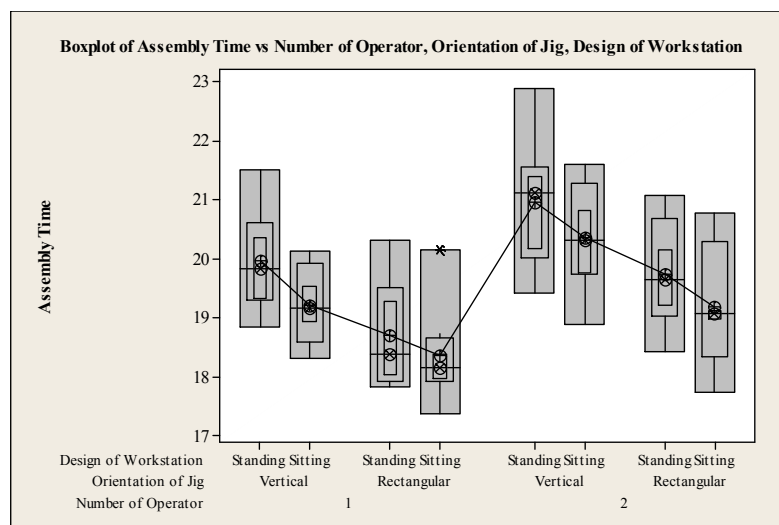 Boxplot of Assembly Time vs Number of Operator, Orientation of Jig, Design of Workstation
23
22
21
20
19
18
17
Assembly Time
Design of Workstation Standing Sitting Standing Sitting Standing Sitting Standing Sitting
Orientation of Jig Vertical Rectangular Vertical Rectangular
Number of Operator 1 2